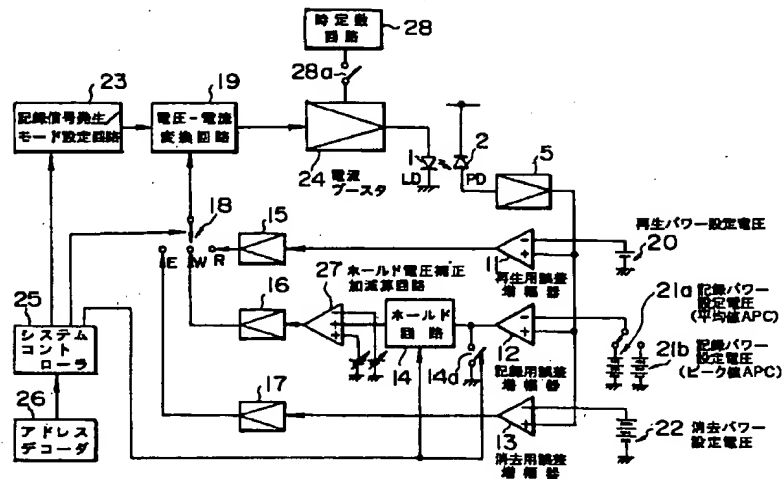 時定数
回路
28
28a
23
記録信号発生/
モード設定回路
19
電圧-電流
変換回路
24 電流
ブースタ
1
LD
2
PD
5
18
E W R
15
11
再生用誤差
増幅器
再生パワー設定電圧
20
16
27 ホールド電圧補正
加減算回路
ホールド
回路
14
14a
12
記録用誤差
増幅器
21a 記録パワー
設定電圧
(平均値APC)
21b 記録パワー
設定電圧
(ピーク値APC)
25
システム
コント
ローラ
26
アドレス
デコーダ
17
13
消去用誤差
増幅器
22 消去パワー
設定電圧